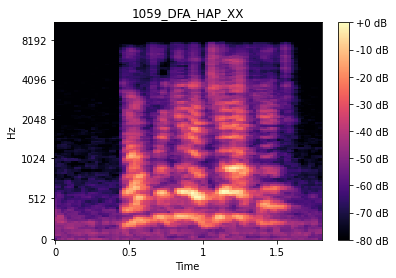 1059_DFA_HAP_XX
8192
4096
2048
1024
512
0
Hz
0
0.5
1
1.5
Time
+0 dB
-10 dB
-20 dB
-30 dB
-40 dB
-50 dB
-60 dB
-70 dB
-80 dB